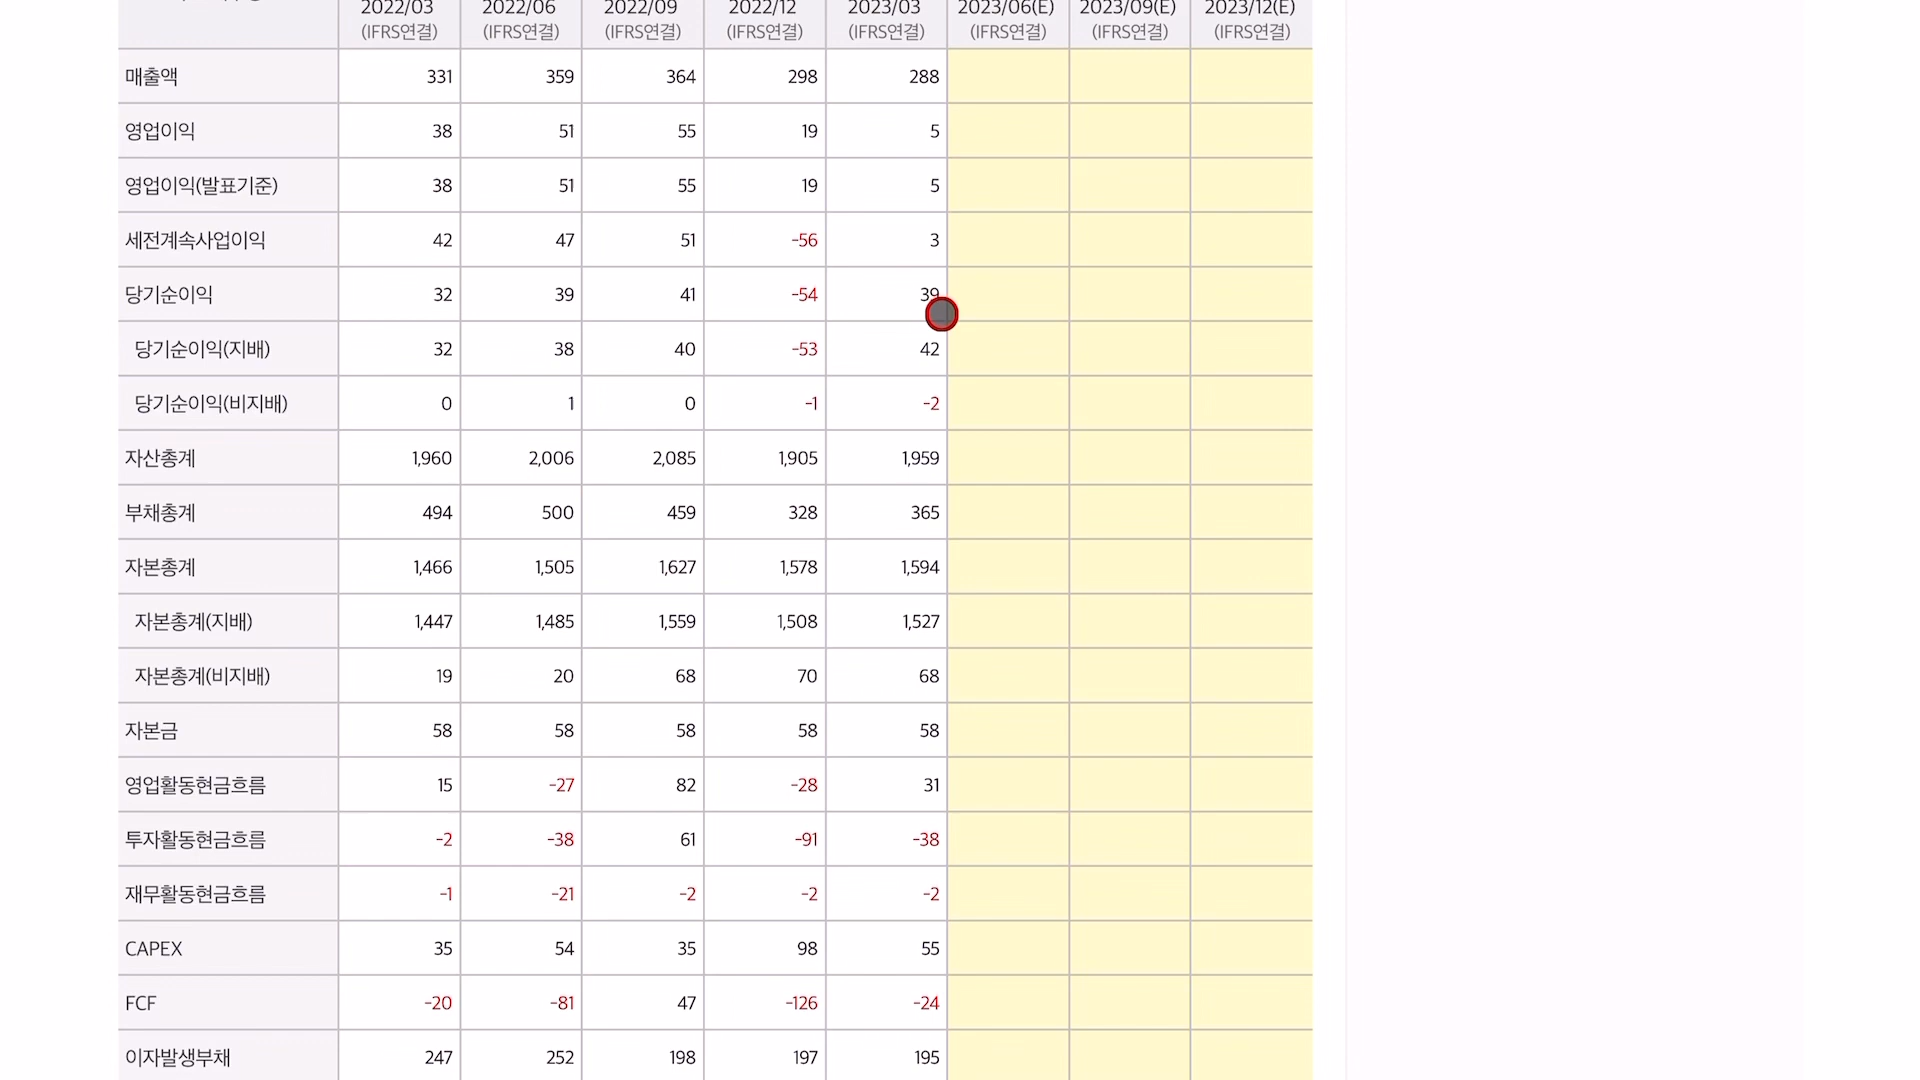 2022/03 2022/06 2022/09 2022/12 2023/03 2023/06(E) 2023/09(E) 2023/12(E)
(IFRS연결) (IFRS연결) (IFRS연결) (IFRS연결) (IFRS연결) (IFRS연결) (IFRS연결) (IFRS연결)
매출액 331 359 364 298 288
영업이익 38 51 55 19 5
영업이익(발표기준) 38 51 55 19 5
세전계속사업이익 42 47 51 -56 3
당기순이익 32 39 41 -54 39
당기순이익(지배) 32 38 40 -53 42
당기순이익(비지배) 0 1 0 -1 -2
자산총계 1,960 2,006 2,085 1,905 1,959
부채총계 494 500 459 328 365
자본총계 1,466 1,505 1,627 1,578 1,594
자본총계(지배) 1,447 1,485 1,559 1,508 1,527
자본총계(비지배) 19 20 68 70 68
자본금 58 58 58 58 58
영업활동현금흐름 15 -27 82 -28 31
투자활동현금흐름 -2 -38 61 -91 -38
재무활동현금흐름 -1 -21 -2 -2 -2
CAPEX 35 54 35 98 55
FCF -20 -81 47 -126 -24
이자발생부채 247 252 198 197 195